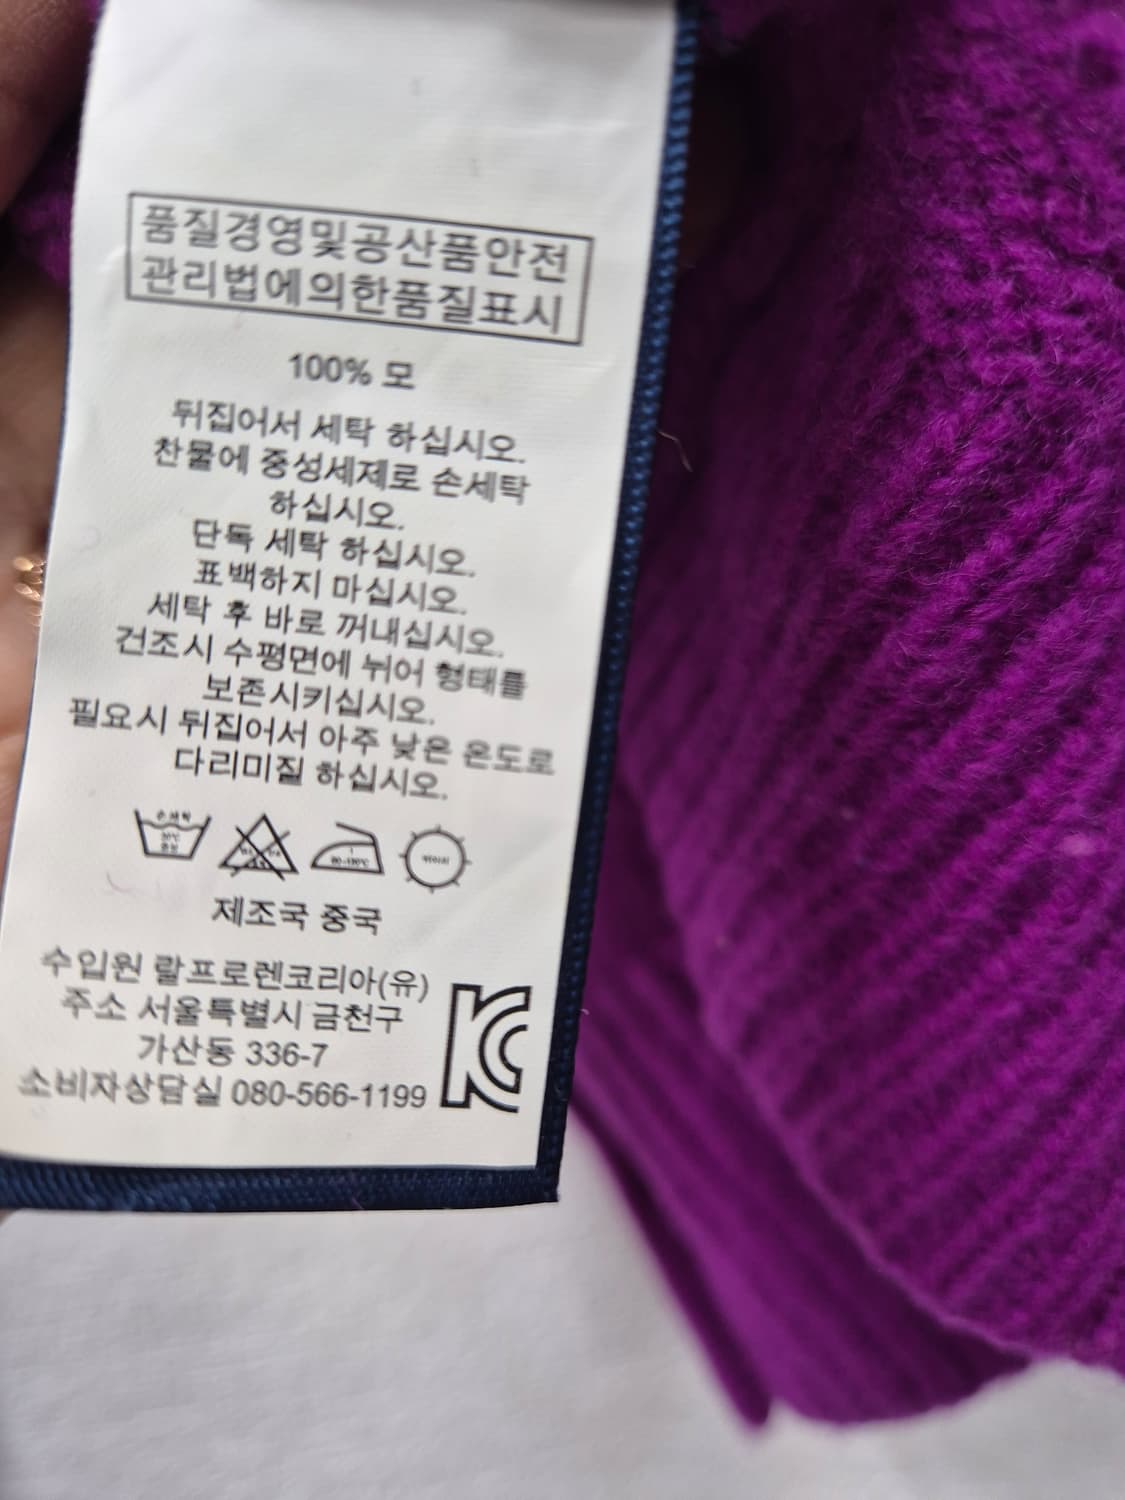 품질경영및공산품안전
관리법에의한품질표시
100% 모
뒤집어서 세탁 하십시오.
찬물에 중성세제로 손세탁
하십시오.
단독 세탁 하십시오.
표백하지 마십시오.
세탁 후 바로 꺼내십시오.
건조시 수평면에 뉘어 형태를
보존시키십시오.
필요시 뒤집어서 아주 낮은 온도로
다리미질 하십시오.
손세탁
30℃
중성
제조국 중국
수입원 랄프로렌코리아(유)
주소 서울특별시 금천구
가산동 336-7
소비자상담실 080-566-1199
KC